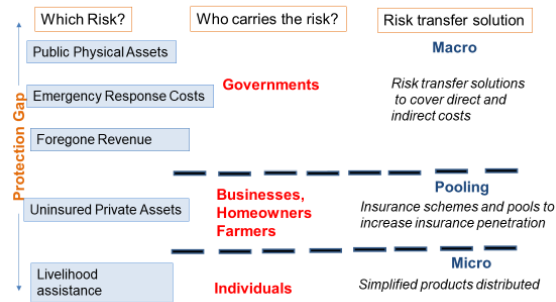 Which Risk?
Who carries the risk?
Risk transfer solution
Protection Gap
Public Physical Assets
Macro
Emergency Response Costs
Governments
Risk transfer solutions
to cover direct and
indirect costs
Foregone Revenue
Uninsured Private Assets
Businesses,
Homeowners
Farmers
Pooling
Insurance schemes and pools to
increase insurance penetration
Livelihood
assistance
Individuals
Micro
Simplified products distributed